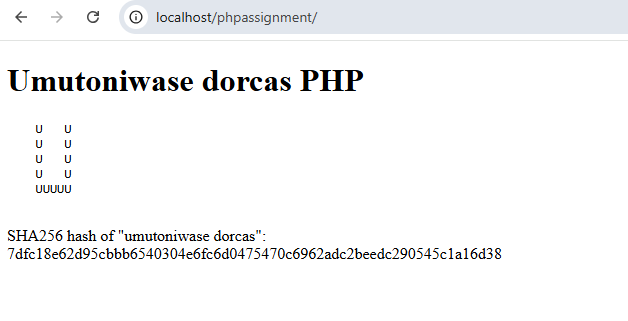 localhost/phpassignment/
Umutoniwase dorcas PHP
U   U
U   U
U   U
U   U
UUUUU
SHA256 hash of "umutoniwase dorcas":
7dfc18e62d95cbbb6540304e6fc6d0475470c6962adc2beedc290545c1a16d38